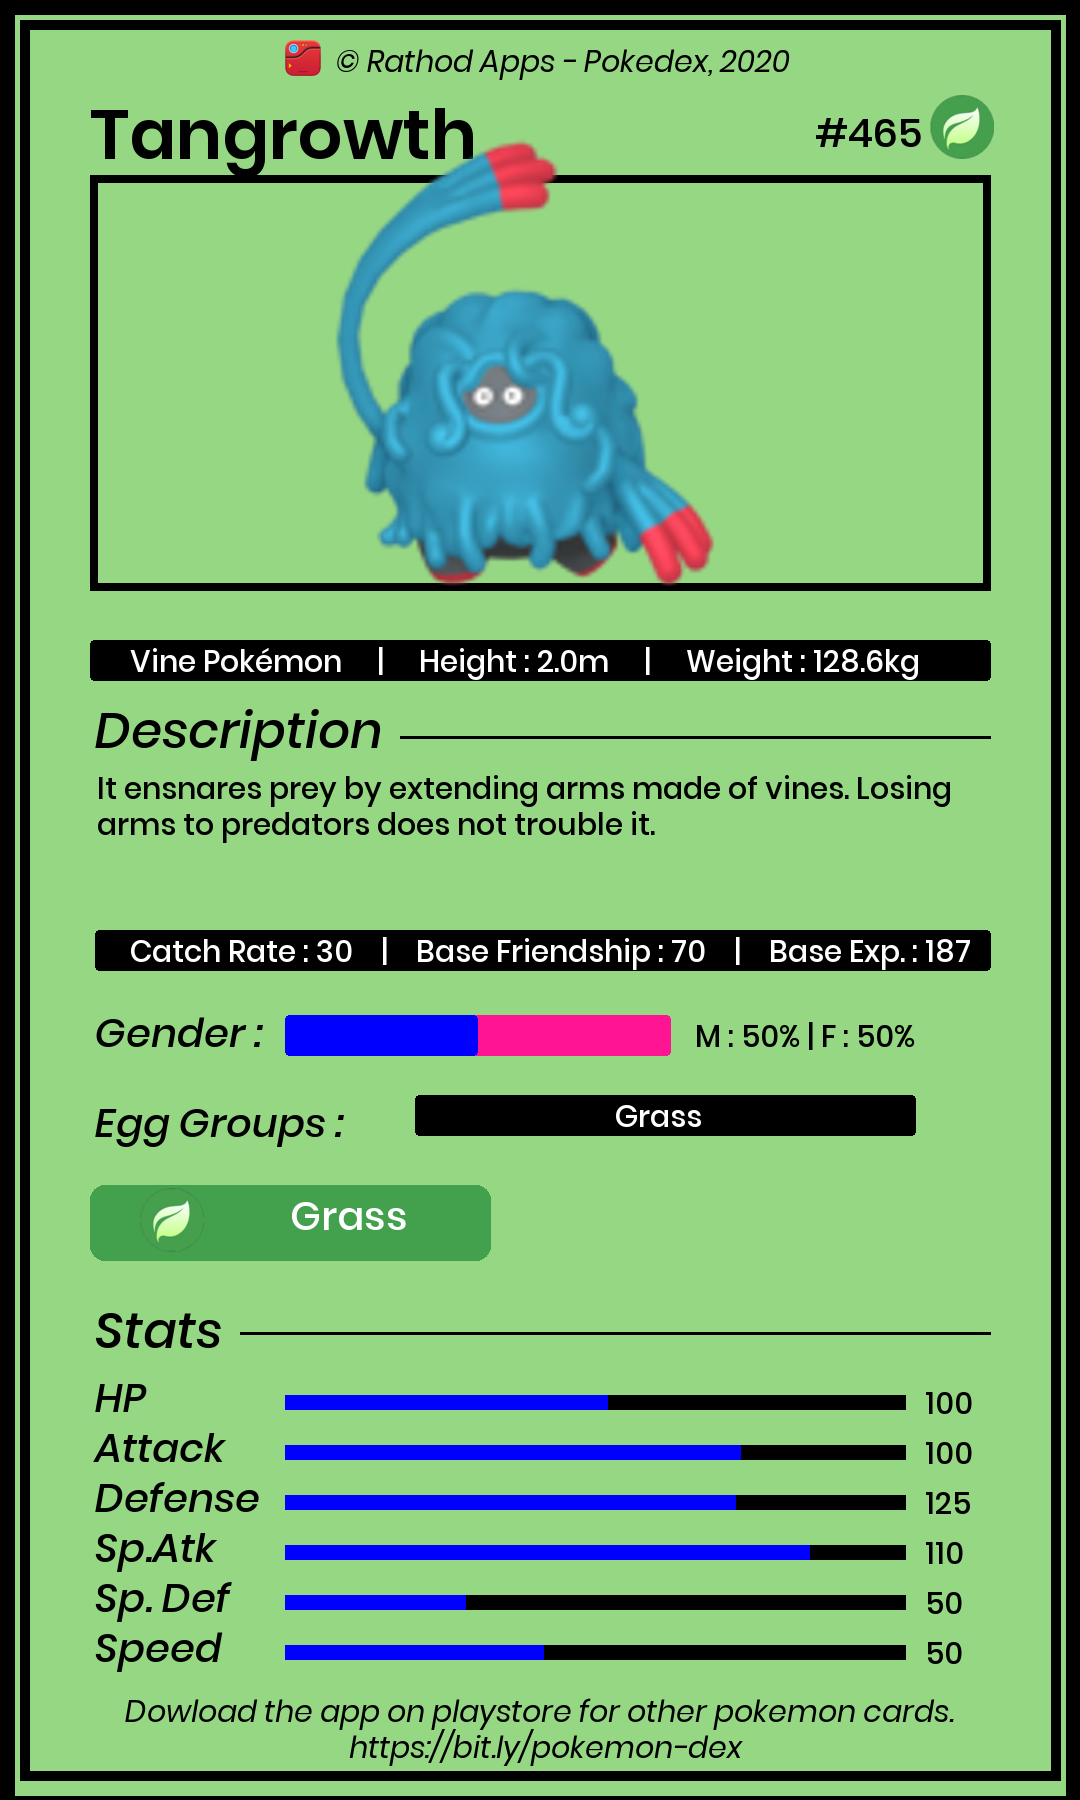 © Rathod Apps - Pokedex, 2020
Tangrowth
#465
Vine Pokémon | Height : 2.0m | Weight : 128.6kg
Description
It ensnares prey by extending arms made of vines. Losing
arms to predators does not trouble it.
Catch Rate : 30 | Base Friendship : 70 | Base Exp. : 187
Gender : M : 50% | F : 50%
Egg Groups : Grass
Grass
Stats
HP 100
Attack 100
Defense 125
Sp.Atk 110
Sp. Def 50
Speed 50
Dowload the app on playstore for other pokemon cards.
https://bit.ly/pokemon-dex